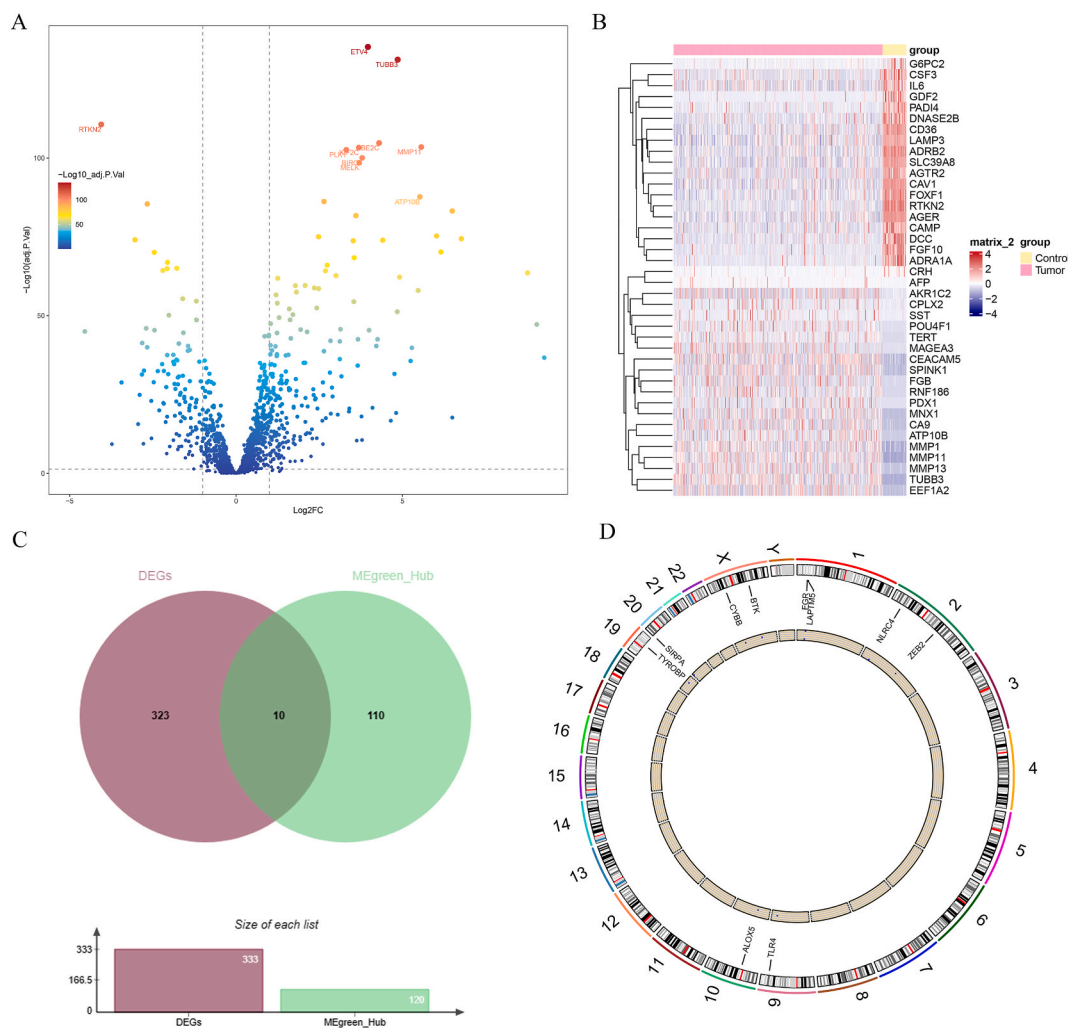 A
ETV4
TUBB3
RTKN2
MMP11
MELK
ATP10B
−Log10_adj.P.Val
100
50
−Log10(adj.P.Val)
100
50
0
−5
0
5
Log2FC
B
group
G6PC2
CSF3
IL6
GDF2
PADI4
DNASE2B
CD36
LAMP3
ADRB2
SLC39A8
AGTR2
CAV1
FOXF1
RTKN2
AGER
CAMP
DCC
FGF10
ADRA1A
CRH
AFP
AKR1C2
CPLX2
SST
POU4F1
TERT
MAGEA3
CEACAM5
SPINK1
FGB
RNF186
PDX1
MNX1
CA9
ATP10B
MMP1
MMP11
MMP13
TUBB3
EEF1A2
matrix_2
4
2
0
−2
−4
group
Control
Tumor
C
DEGs
MEgreen_Hub
323
10
110
Size of each list
333
166.5
0
333
120
DEGs
MEgreen_Hub
D
1
2
3
4
5
6
7
8
9
10
11
12
13
14
15
16
17
18
19
20
21
22
X
Y
FGR
LAPTM5
NLRC4
ZEB2
TLR4
ALOX5
TYROBP
SIRPA
CYBB
BTK